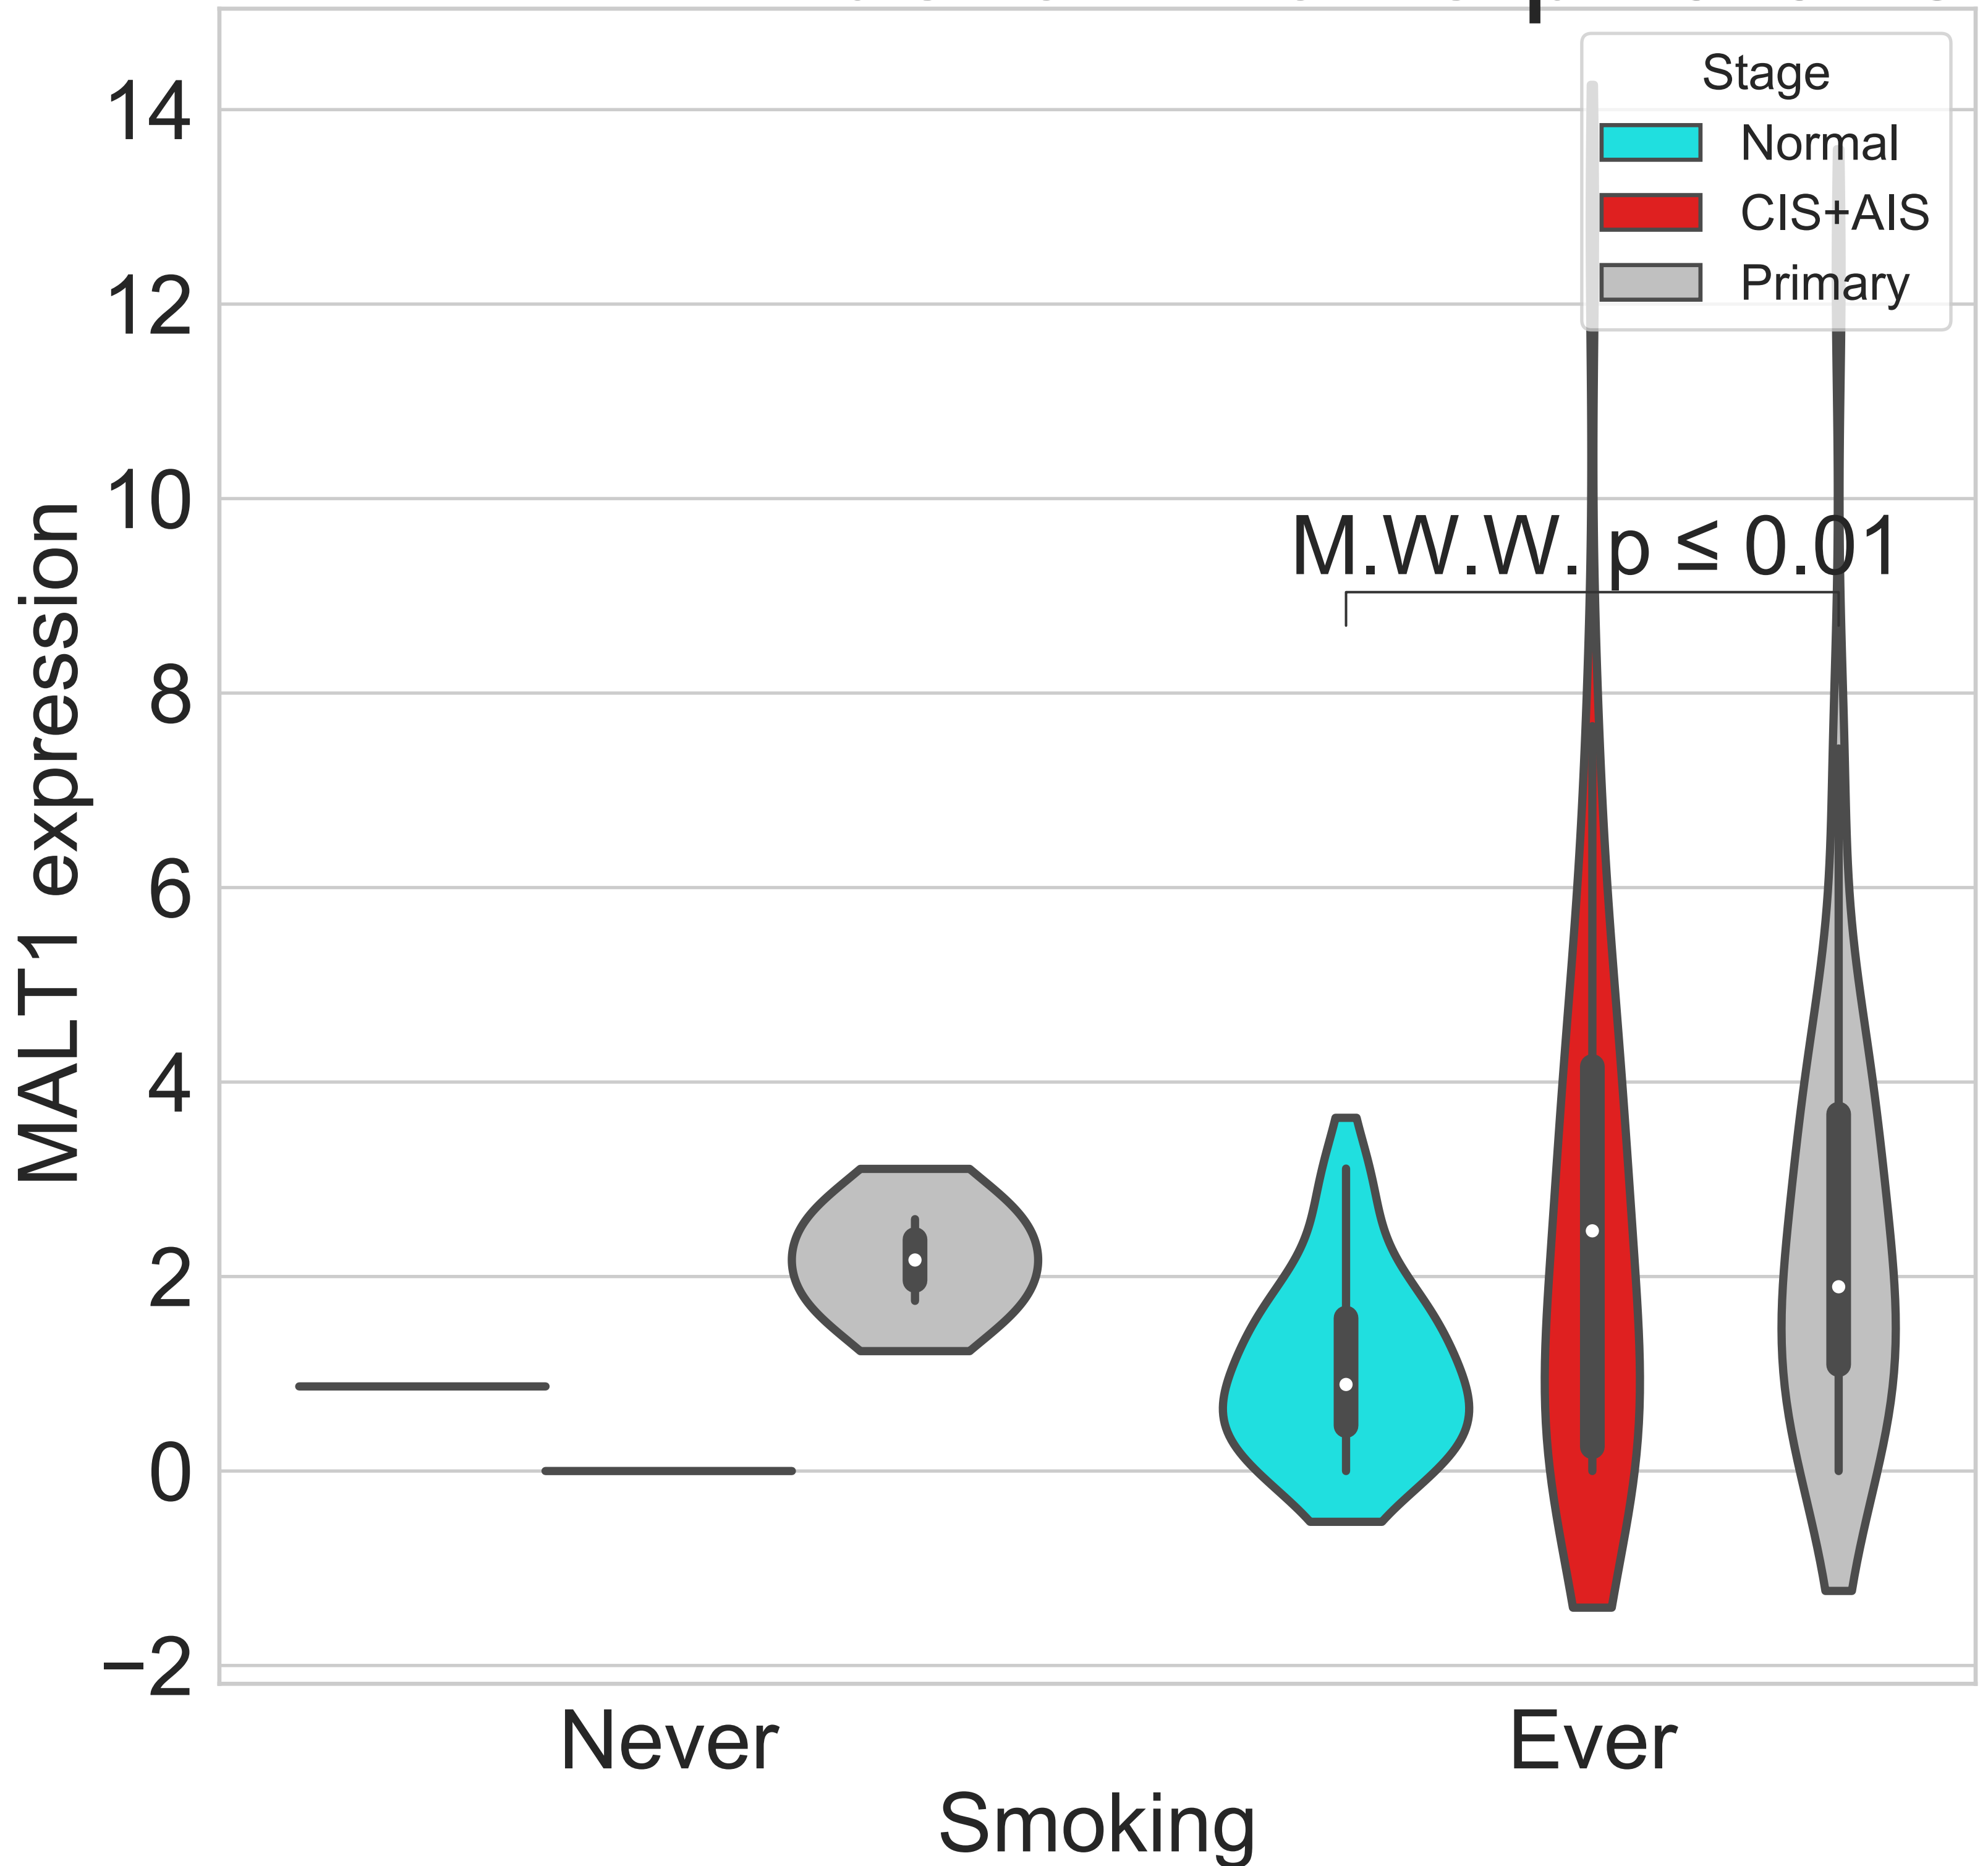 Stage
Normal
CIS+AIS
Primary
14
12
10
8
6
4
2
0
−2
M.W.W. p ≤ 0.01
MALT1 expression
Never
Ever
Smoking